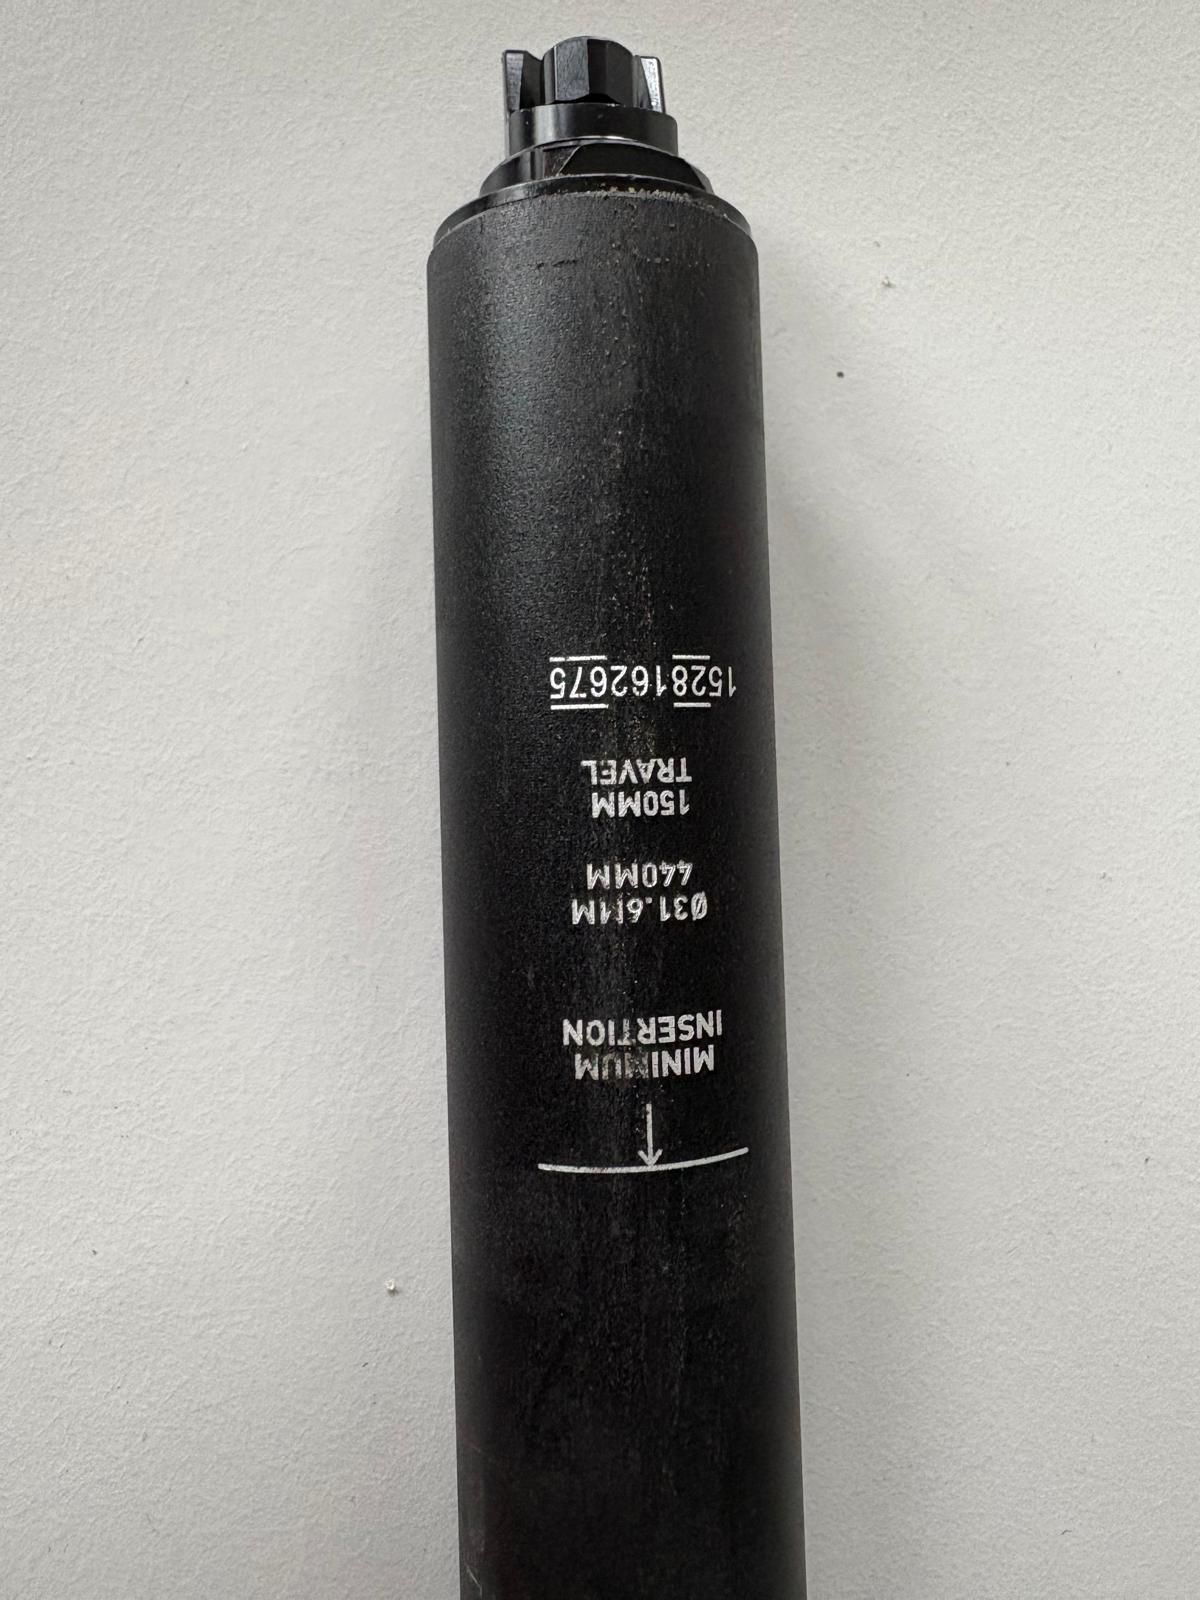 MINIMUM
INSERTION
Ø31.6MM
440MM
150MM
TRAVEL
1528162675